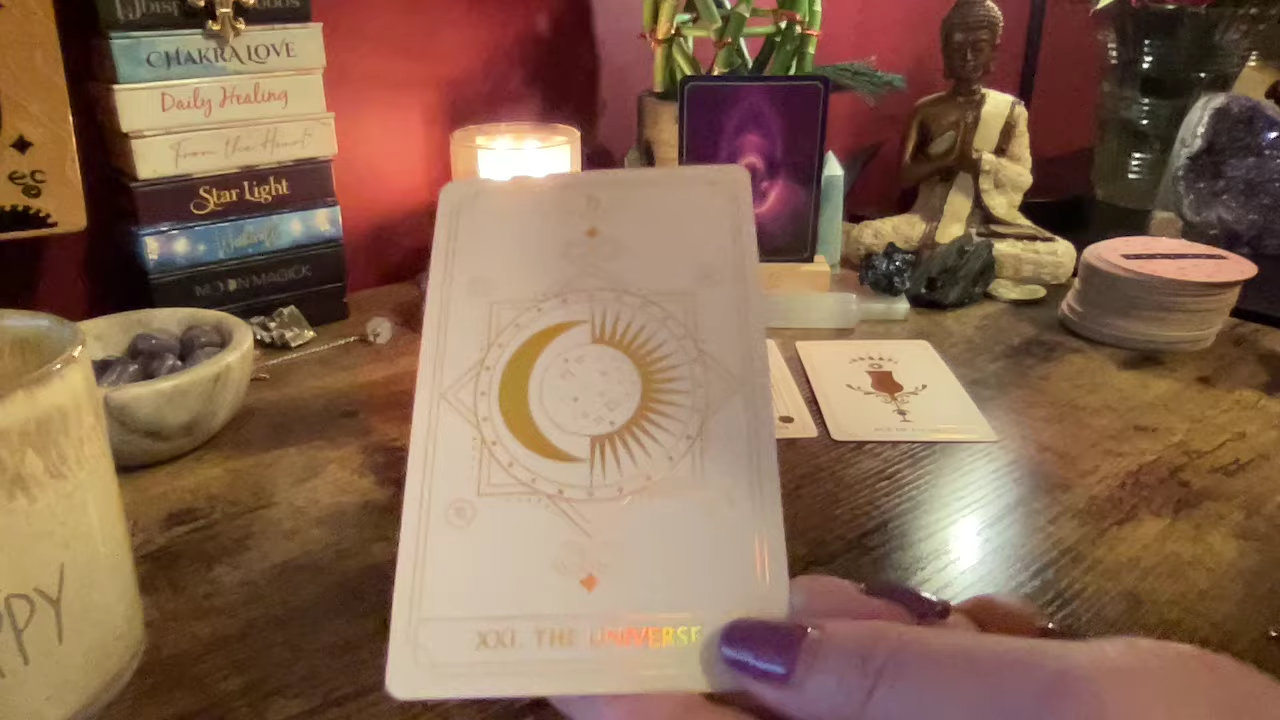 CHAKRA LOVE
Daily Healing
From the Heart
Star Light
MOON MAGICK
PPY
XXI. THE UNIVERSE